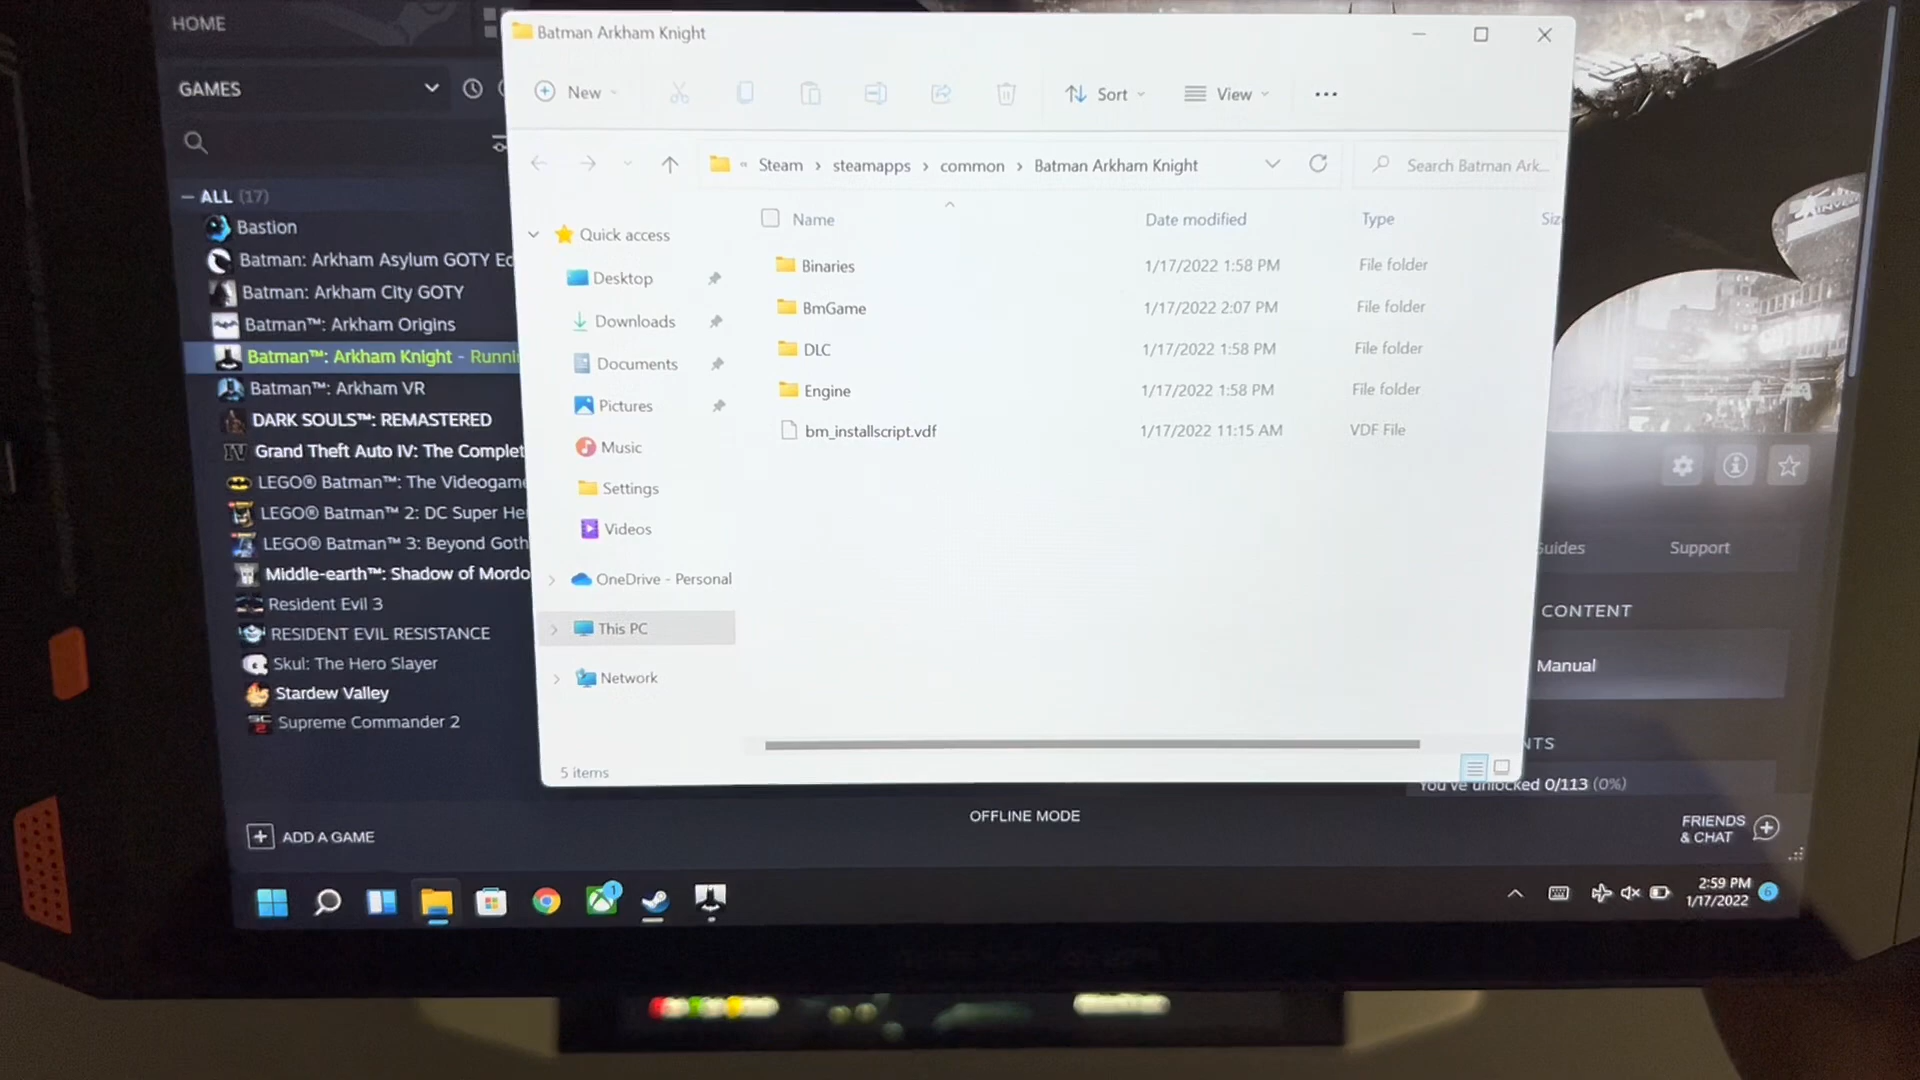 HOME
GAMES
ALL (17)
Bastion
Batman: Arkham Asylum GOTY Ed
Batman: Arkham City GOTY
Batman™: Arkham Origins
Batman™: Arkham Knight - Runnin
Batman™: Arkham VR
DARK SOULS™: REMASTERED
Grand Theft Auto IV: The Complet
LEGO® Batman™: The Videogame
LEGO® Batman™ 2: DC Super He
LEGO® Batman™ 3: Beyond Goth
Middle-earth™: Shadow of Mordo
Resident Evil 3
RESIDENT EVIL RESISTANCE
Skul: The Hero Slayer
Stardew Valley
Supreme Commander 2
ADD A GAME
Batman Arkham Knight
New
Sort
View
« Steam › steamapps › common › Batman Arkham Knight
Search Batman Ark...
Quick access
Desktop
Downloads
Documents
Pictures
Music
Settings
Videos
OneDrive - Personal
This PC
Network
Name Date modified Type Siz
Binaries 1/17/2022 1:58 PM File folder
BmGame 1/17/2022 2:07 PM File folder
DLC 1/17/2022 1:58 PM File folder
Engine 1/17/2022 1:58 PM File folder
bm_installscript.vdf 1/17/2022 11:15 AM VDF File
5 items
Guides Support
CONTENT
Manual
NTS
You've unlocked 0/113 (0%)
OFFLINE MODE
FRIENDS
& CHAT
1
2:59 PM
1/17/2022
6